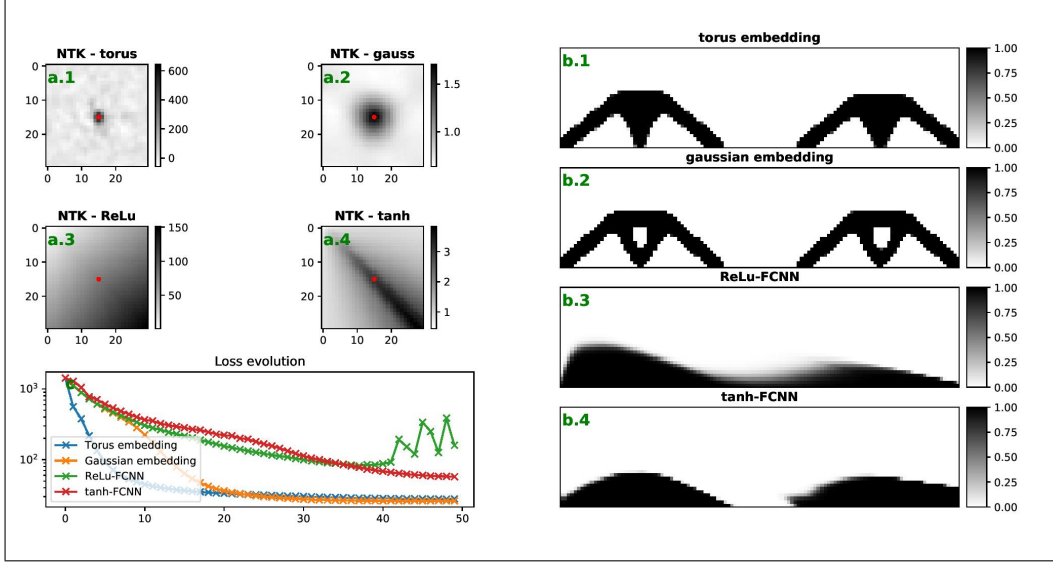 NTK - torus
a.1
0
10
20
0 10 20
600
400
200
0
NTK - gauss
a.2
0
10
20
0 10 20
1.5
1.0
NTK - ReLu
a.3
0
10
20
0 10 20
150
100
50
NTK - tanh
a.4
0
10
20
0 10 20
3
2
1
Loss evolution
10³
10²
Torus embedding
Gaussian embedding
ReLu-FCNN
tanh-FCNN
0 10 20 30 40 50
torus embedding
b.1
1.00
0.75
0.50
0.25
0.00
gaussian embedding
b.2
1.00
0.75
0.50
0.25
0.00
ReLu-FCNN
b.3
1.00
0.75
0.50
0.25
0.00
tanh-FCNN
b.4
1.00
0.75
0.50
0.25
0.00